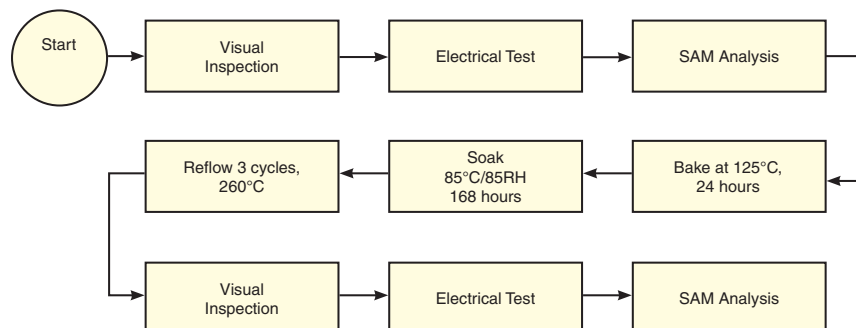 Start
Visual
Inspection
Electrical Test
SAM Analysis
Bake at 125°C,
24 hours
Soak
85°C/85RH
168 hours
Reflow 3 cycles,
260°C
Visual
Inspection
Electrical Test
SAM Analysis